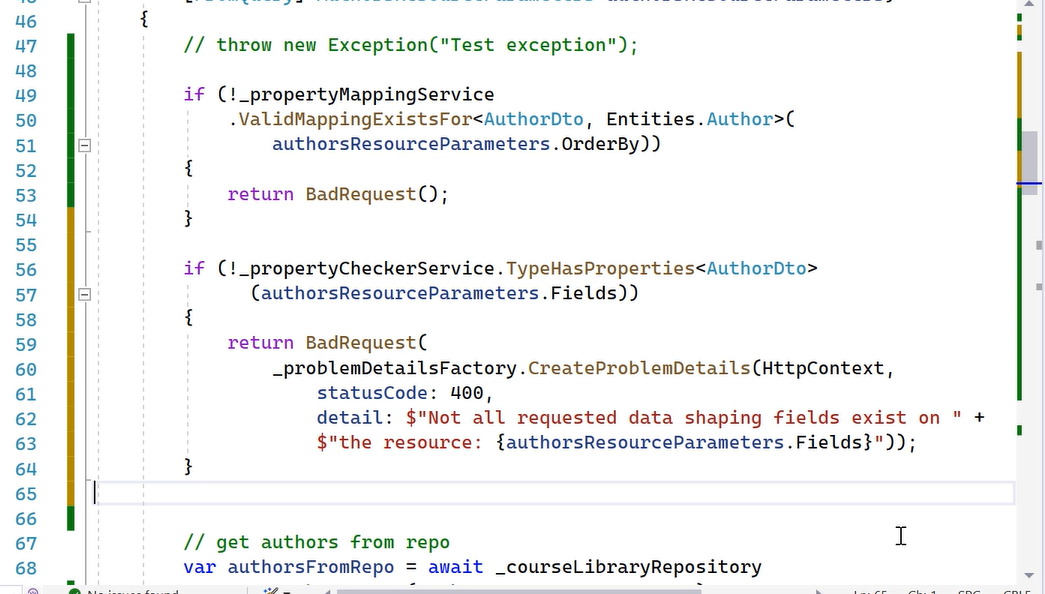 46 {
47 // throw new Exception("Test exception");
48
49 if (!_propertyMappingService
50 .ValidMappingExistsFor<AuthorDto, Entities.Author>(
51 authorsResourceParameters.OrderBy))
52 {
53 return BadRequest();
54 }
55
56 if (!_propertyCheckerService.TypeHasProperties<AuthorDto>
57 (authorsResourceParameters.Fields))
58 {
59 return BadRequest(
60 _problemDetailsFactory.CreateProblemDetails(HttpContext,
61 statusCode: 400,
62 detail: $"Not all requested data shaping fields exist on " +
63 $"the resource: {authorsResourceParameters.Fields}"));
64 }
65
66
67 // get authors from repo
68 var authorsFromRepo = await _courseLibraryRepository